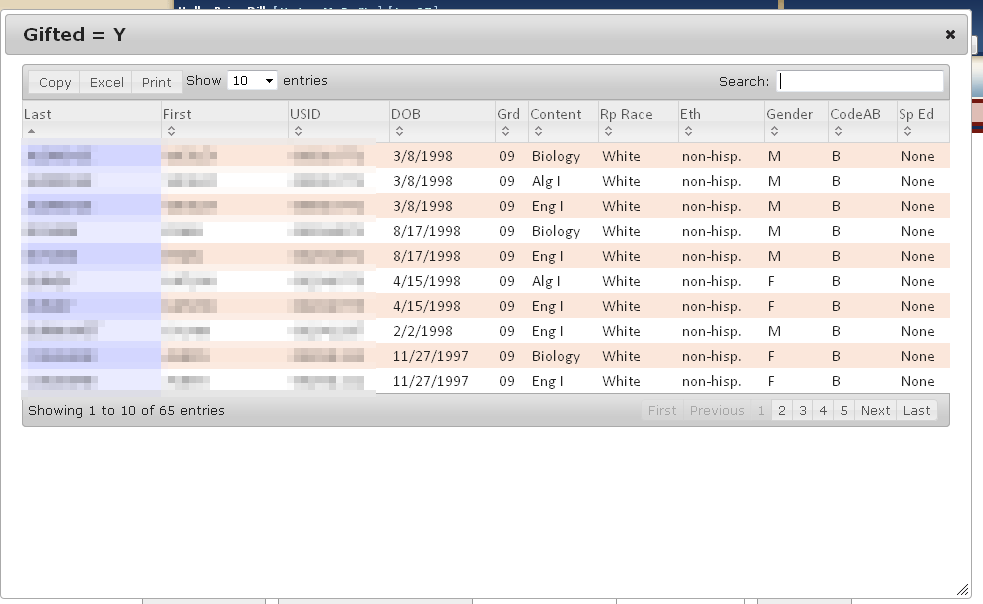 Gifted = Y
Copy Excel Print Show 10 entries Search:
Last First USID DOB Grd Content Rp Race Eth Gender CodeAB Sp Ed
3/8/1998 09 Biology White non-hisp. M B None
3/8/1998 09 Alg I White non-hisp. M B None
3/8/1998 09 Eng I White non-hisp. M B None
8/17/1998 09 Biology White non-hisp. M B None
8/17/1998 09 Eng I White non-hisp. M B None
4/15/1998 09 Alg I White non-hisp. F B None
4/15/1998 09 Eng I White non-hisp. F B None
2/2/1998 09 Eng I White non-hisp. M B None
11/27/1997 09 Biology White non-hisp. F B None
11/27/1997 09 Eng I White non-hisp. F B None
Showing 1 to 10 of 65 entries First Previous 1 2 3 4 5 Next Last